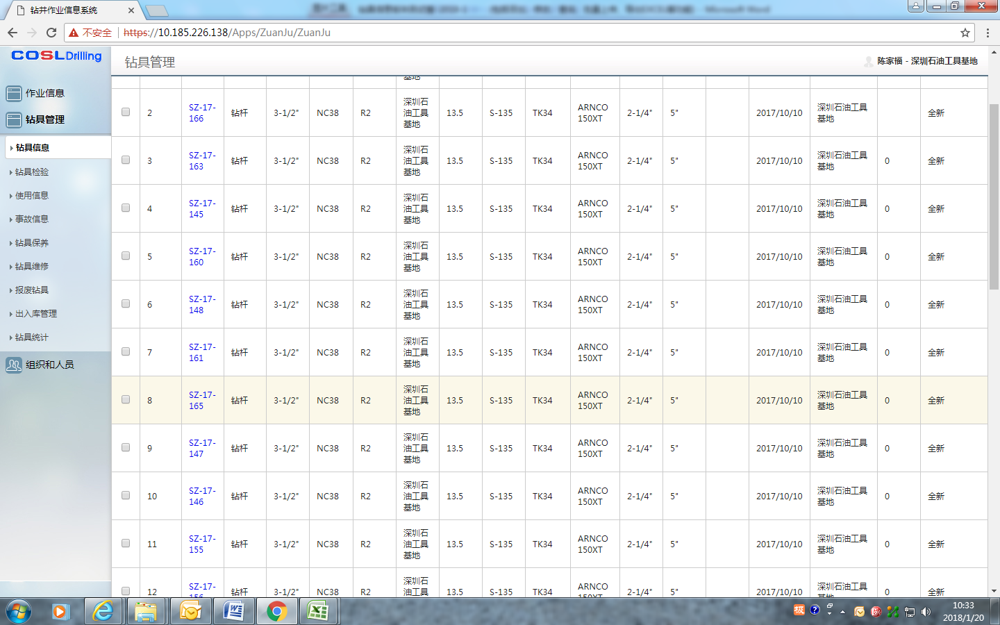 钻井作业信息系统
不安全 https://10.185.226.138/Apps/ZuanJu/ZuanJu
COSL Drilling
钻具管理
陈家福 - 深圳石油工具基地
作业信息
钻具管理
钻具信息
钻具检验
使用信息
事故信息
钻具保养
钻具维修
报废钻具
出入库管理
钻具统计
组织和人员
基地
2 SZ-17-166 钻杆 3-1/2" NC38 R2 深圳石油工具基地 13.5 S-135 TK34 ARNCO 150XT 2-1/4" 5" 2017/10/10 深圳石油工具基地 全新
3 SZ-17-163 钻杆 3-1/2" NC38 R2 深圳石油工具基地 13.5 S-135 TK34 ARNCO 150XT 2-1/4" 5" 2017/10/10 深圳石油工具基地 0 全新
4 SZ-17-145 钻杆 3-1/2" NC38 R2 深圳石油工具基地 13.5 S-135 TK34 ARNCO 150XT 2-1/4" 5" 2017/10/10 深圳石油工具基地 0 全新
5 SZ-17-160 钻杆 3-1/2" NC38 R2 深圳石油工具基地 13.5 S-135 TK34 ARNCO 150XT 2-1/4" 5" 2017/10/10 深圳石油工具基地 0 全新
6 SZ-17-148 钻杆 3-1/2" NC38 R2 深圳石油工具基地 13.5 S-135 TK34 ARNCO 150XT 2-1/4" 5" 2017/10/10 深圳石油工具基地 0 全新
7 SZ-17-161 钻杆 3-1/2" NC38 R2 深圳石油工具基地 13.5 S-135 TK34 ARNCO 150XT 2-1/4" 5" 2017/10/10 深圳石油工具基地 0 全新
8 SZ-17-165 钻杆 3-1/2" NC38 R2 深圳石油工具基地 13.5 S-135 TK34 ARNCO 150XT 2-1/4" 5" 2017/10/10 深圳石油工具基地 0 全新
9 SZ-17-147 钻杆 3-1/2" NC38 R2 深圳石油工具基地 13.5 S-135 TK34 ARNCO 150XT 2-1/4" 5" 2017/10/10 深圳石油工具基地 0 全新
10 SZ-17-146 钻杆 3-1/2" NC38 R2 深圳石油工具基地 13.5 S-135 TK34 ARNCO 150XT 2-1/4" 5" 2017/10/10 深圳石油工具基地 0 全新
11 SZ-17-155 钻杆 3-1/2" NC38 R2 深圳石油工具基地 13.5 S-135 TK34 ARNCO 150XT 2-1/4" 5" 2017/10/10 深圳石油工具基地 0 全新
12 SZ-17-156 钻杆 3-1/2" NC38 R2 深圳石油工具 13.5 S-135 TK34 ARNCO 150XT 2-1/4" 5" 2017/10/10 深圳石油工具基地 0 全新
10:33
2018/1/20